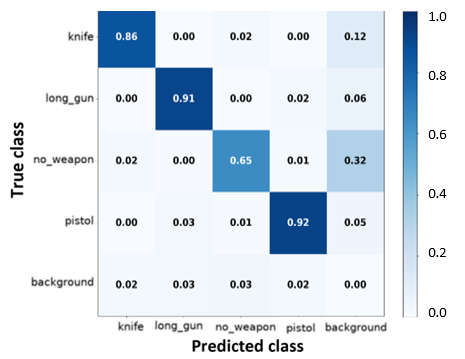 1.0
knife 0.86 0.00 0.02 0.00 0.12
0.8
long_gun 0.00 0.91 0.00 0.02 0.06
0.6
True class
no_weapon 0.02 0.00 0.65 0.01 0.32
0.4
pistol 0.00 0.03 0.01 0.92 0.05
0.2
background 0.02 0.03 0.03 0.02 0.00
0.0
knife long_gun no_weapon pistol background
Predicted class